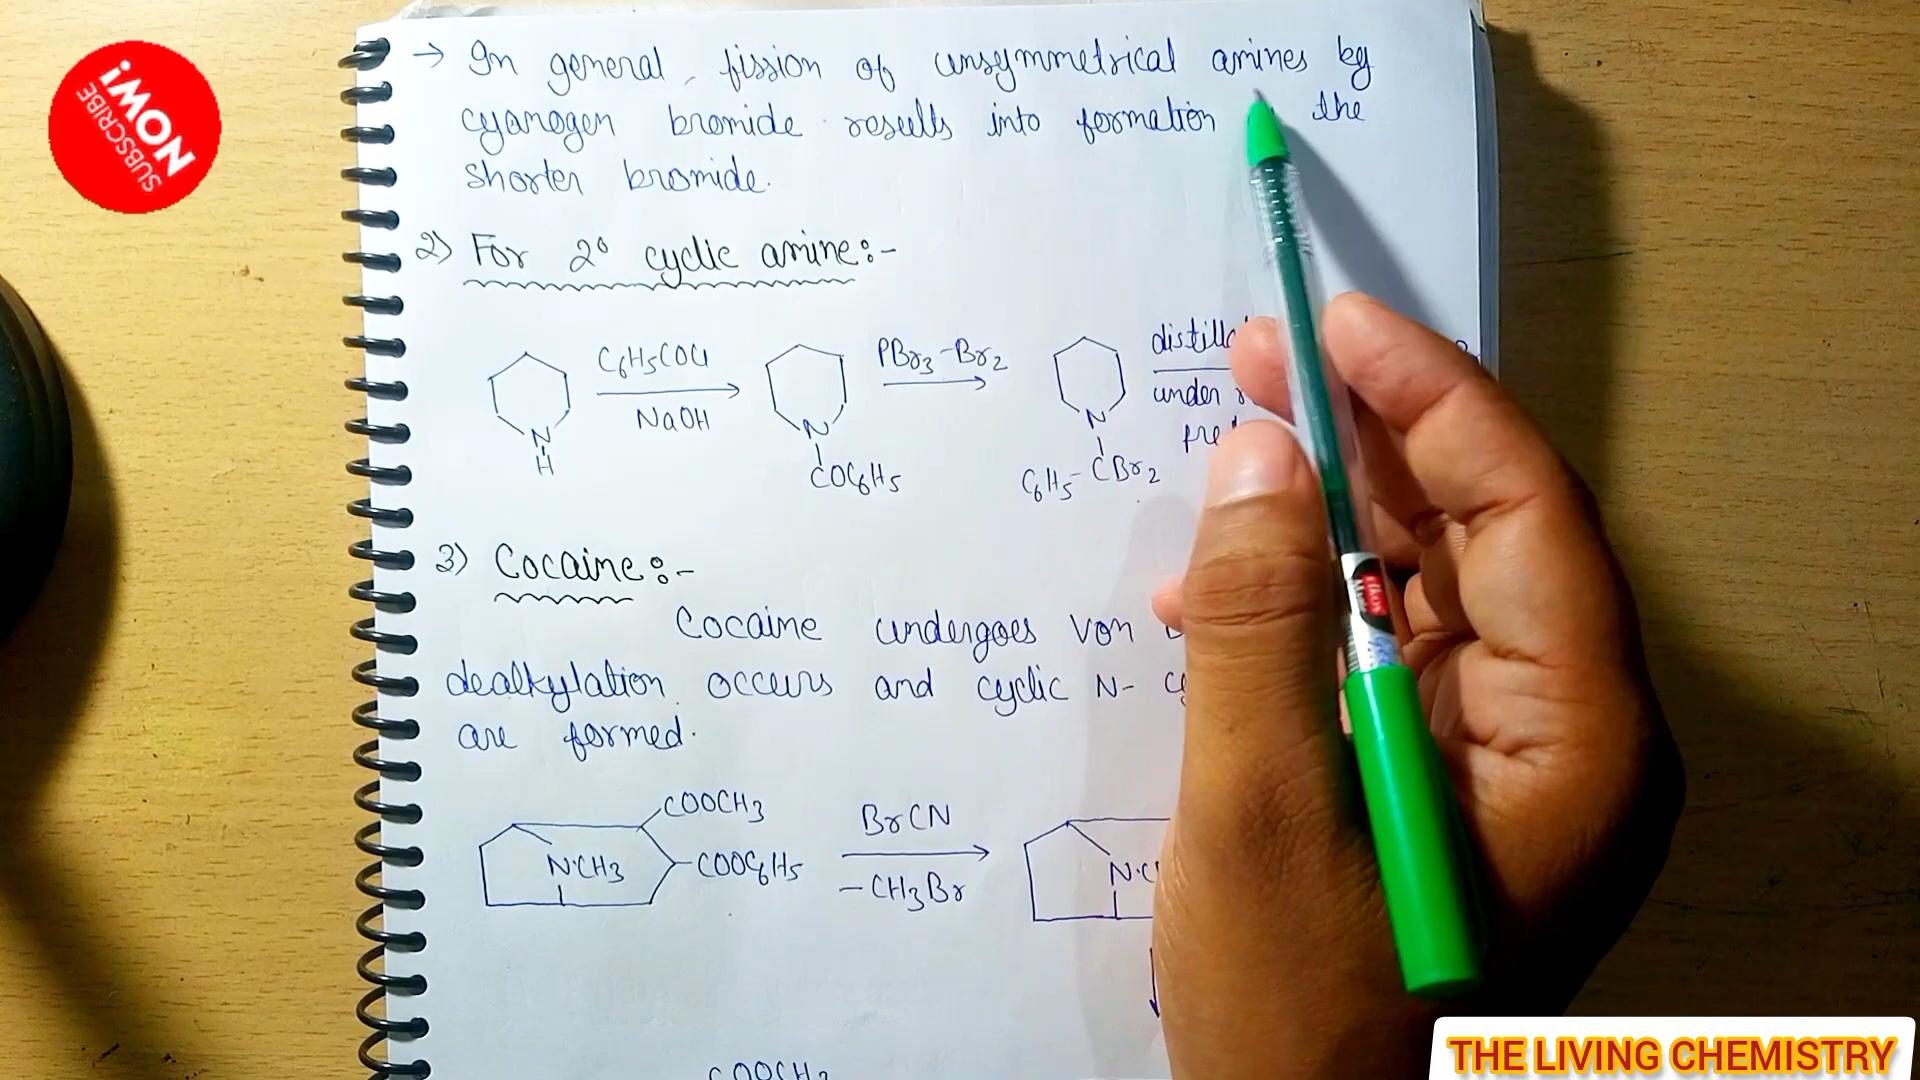 SUBSCRIBE
NOW!
→ In general, fission of unsymmetrical amines by
cyanogen bromide results into formation the
shorter bromide.
2) For 2° cyclic amine:-
C6H5COCl
NaOH
PBr3-Br2
under
N
H
N
COC6H5
N
C6H5-CBr2
3) Cocaine:-
Cocaine undergoes von
dealkylation occurs and cyclic N-
are formed.
COOCH3
N·CH3
COOC6H5
BrCN
-CH3Br
COOCH3
THE LIVING CHEMISTRY